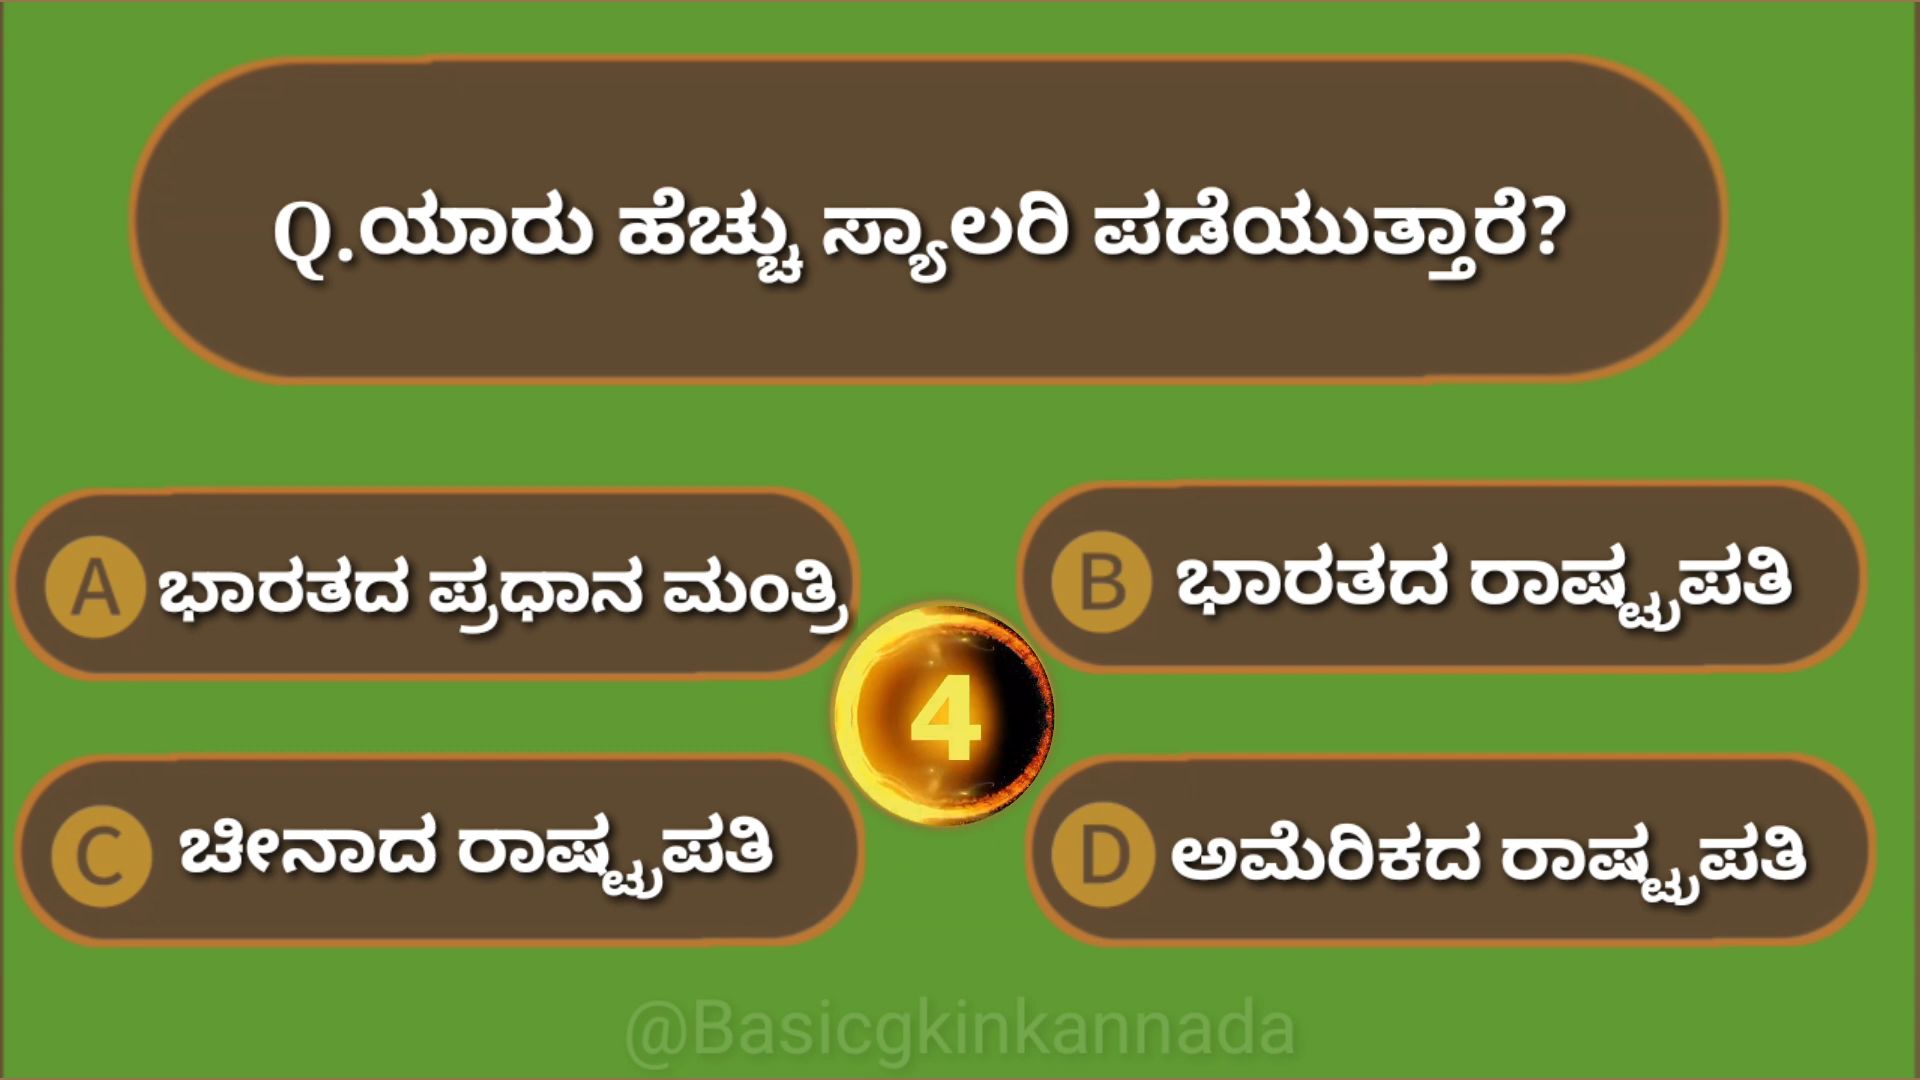 Q.ಯಾರು ಹೆಚ್ಚು ಸ್ಯಾಲರಿ ಪಡೆಯುತ್ತಾರೆ?
A ಭಾರತದ ಪ್ರಧಾನ ಮಂತ್ರಿ
B ಭಾರತದ ರಾಷ್ಟ್ರಪತಿ
4
C ಚೀನಾದ ರಾಷ್ಟ್ರಪತಿ
D ಅಮೆರಿಕದ ರಾಷ್ಟ್ರಪತಿ
@Basicgkinkannada